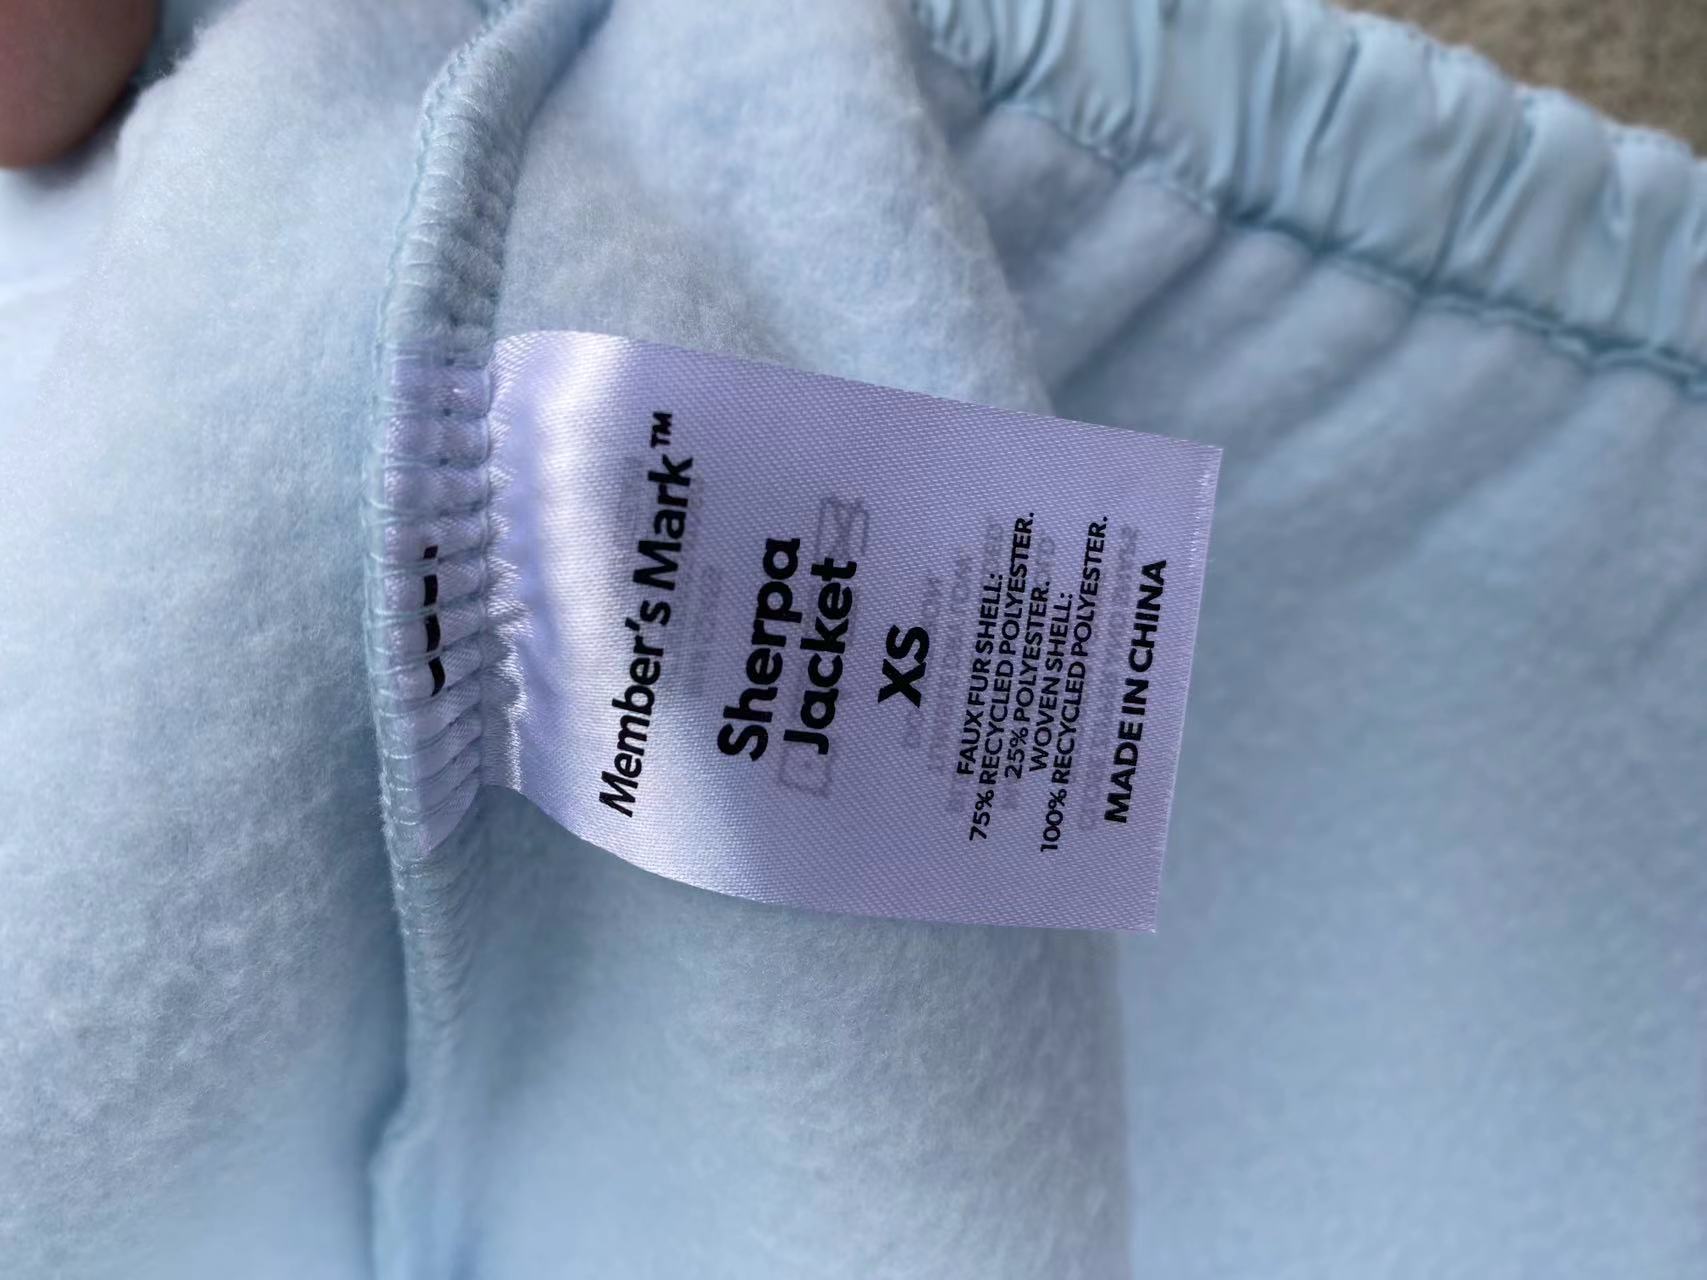 Member's Mark™
Sherpa
Jacket
XS
FAUX FUR SHELL:
75% RECYCLED POLYESTER.
25% POLYESTER.
WOVEN SHELL:
100% RECYCLED POLYESTER.
MADE IN CHINA